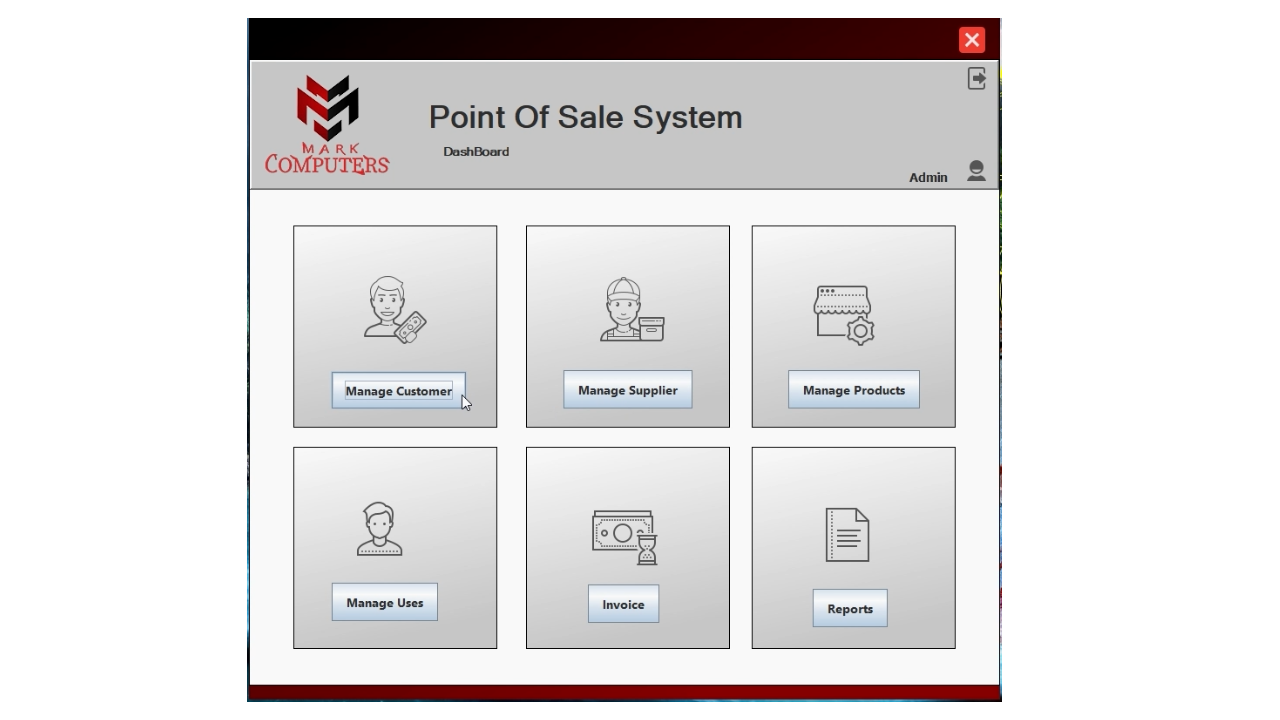 Point Of Sale System
DashBoard
MARK
COMPUTERS
Admin
Manage Customer
Manage Supplier
Manage Products
Manage Uses
Invoice
Reports